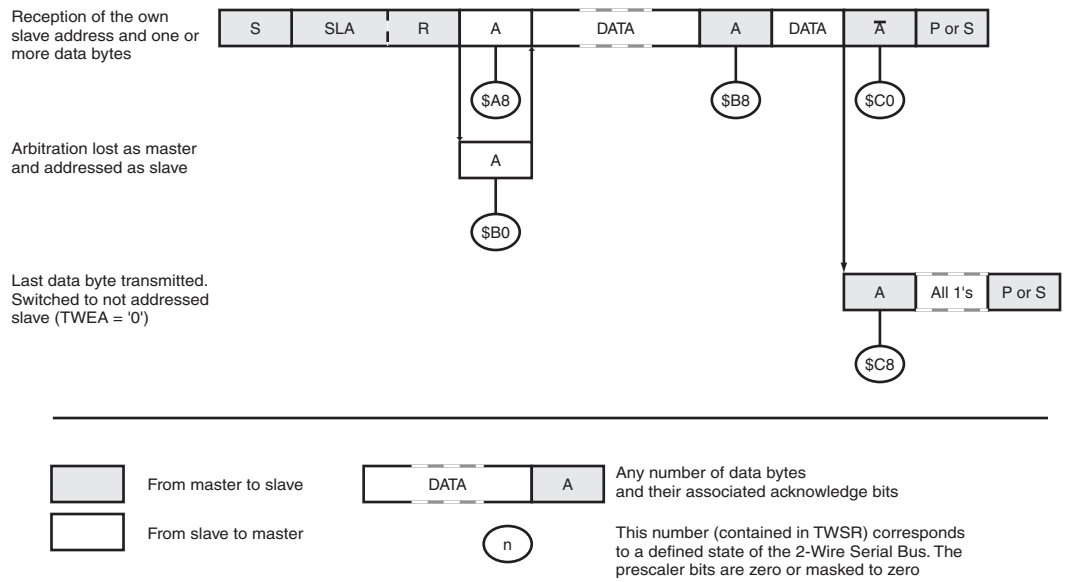 Reception of the own
slave address and one or
more data bytes
S SLA R A DATA A DATA A̅ P or S
$A8 $B8 $C0
Arbitration lost as master
and addressed as slave
A
$B0
Last data byte transmitted.
Switched to not addressed
slave (TWEA = '0')
A All 1's P or S
$C8
From master to slave
From slave to master
DATA A
Any number of data bytes
and their associated acknowledge bits
n
This number (contained in TWSR) corresponds
to a defined state of the 2-Wire Serial Bus. The
prescaler bits are zero or masked to zero